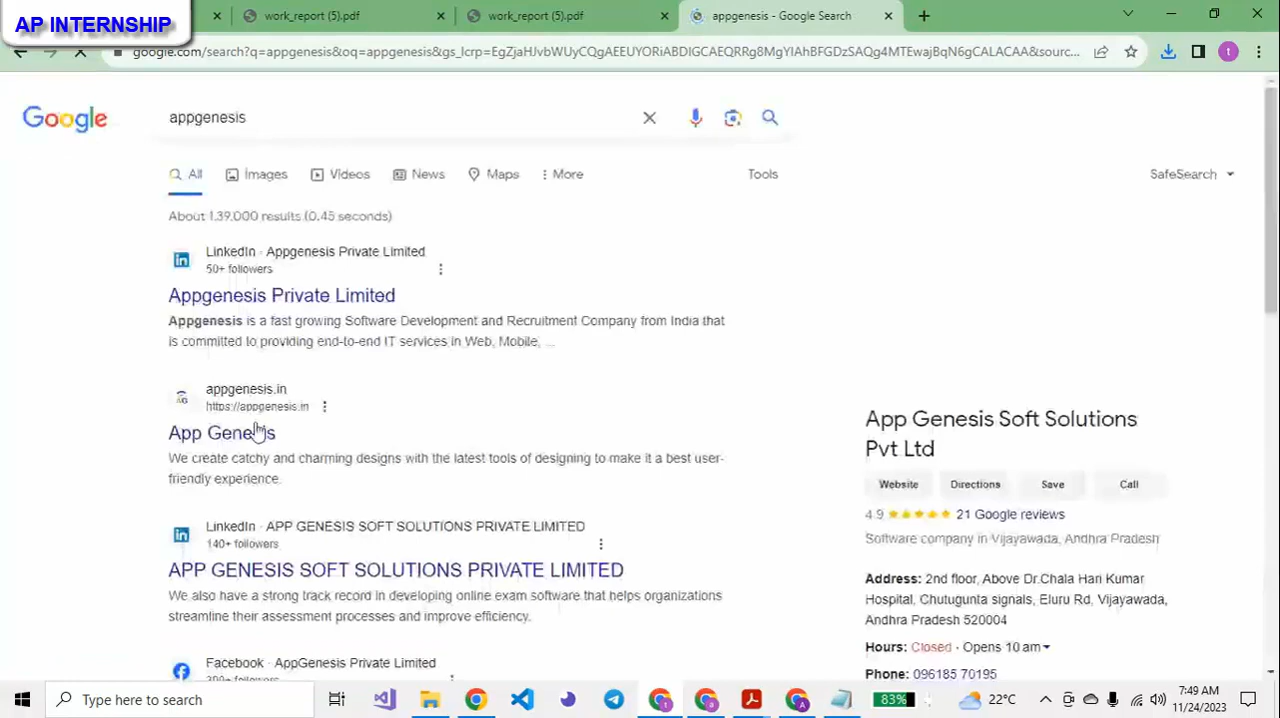 AP INTERNSHIP
work_report (5).pdf
work_report (5).pdf
appgenesis - Google Search
google.com/search?q=appgenesis&oq=appgenesis&gs_lcrp=EgZjaHJvbWUyCQgAEEUYORiABDIGCAEQRRg8MgYIAhBFGDzSAQg4MTEwajBqN6gCALACAA&sourc...
t
Google
appgenesis
All
Images
Videos
News
Maps
More
Tools
SafeSearch
About 1,39,000 results (0.45 seconds)
LinkedIn · Appgenesis Private Limited
50+ followers
Appgenesis Private Limited
Appgenesis is a fast growing Software Development and Recruitment Company from India that
is committed to providing end-to-end IT services in Web, Mobile, ...
appgenesis.in
https://appgenesis.in
App Genesis
We create catchy and charming designs with the latest tools of designing to make it a best user-
friendly experience.
LinkedIn · APP GENESIS SOFT SOLUTIONS PRIVATE LIMITED
140+ followers
APP GENESIS SOFT SOLUTIONS PRIVATE LIMITED
We also have a strong track record in developing online exam software that helps organizations
streamline their assessment processes and improve efficiency.
Facebook · AppGenesis Private Limited
App Genesis Soft Solutions
Pvt Ltd
Website
Directions
Save
Call
4.9
21 Google reviews
Software company in Vijayawada, Andhra Pradesh
Address: 2nd floor, Above Dr.Chala Hari Kumar
Hospital, Chutugunta signals, Eluru Rd, Vijayawada,
Andhra Pradesh 520004
Hours: Closed · Opens 10 am
Phone: 096185 70195
Type here to search
83%
22°C
7:49 AM
11/24/2023